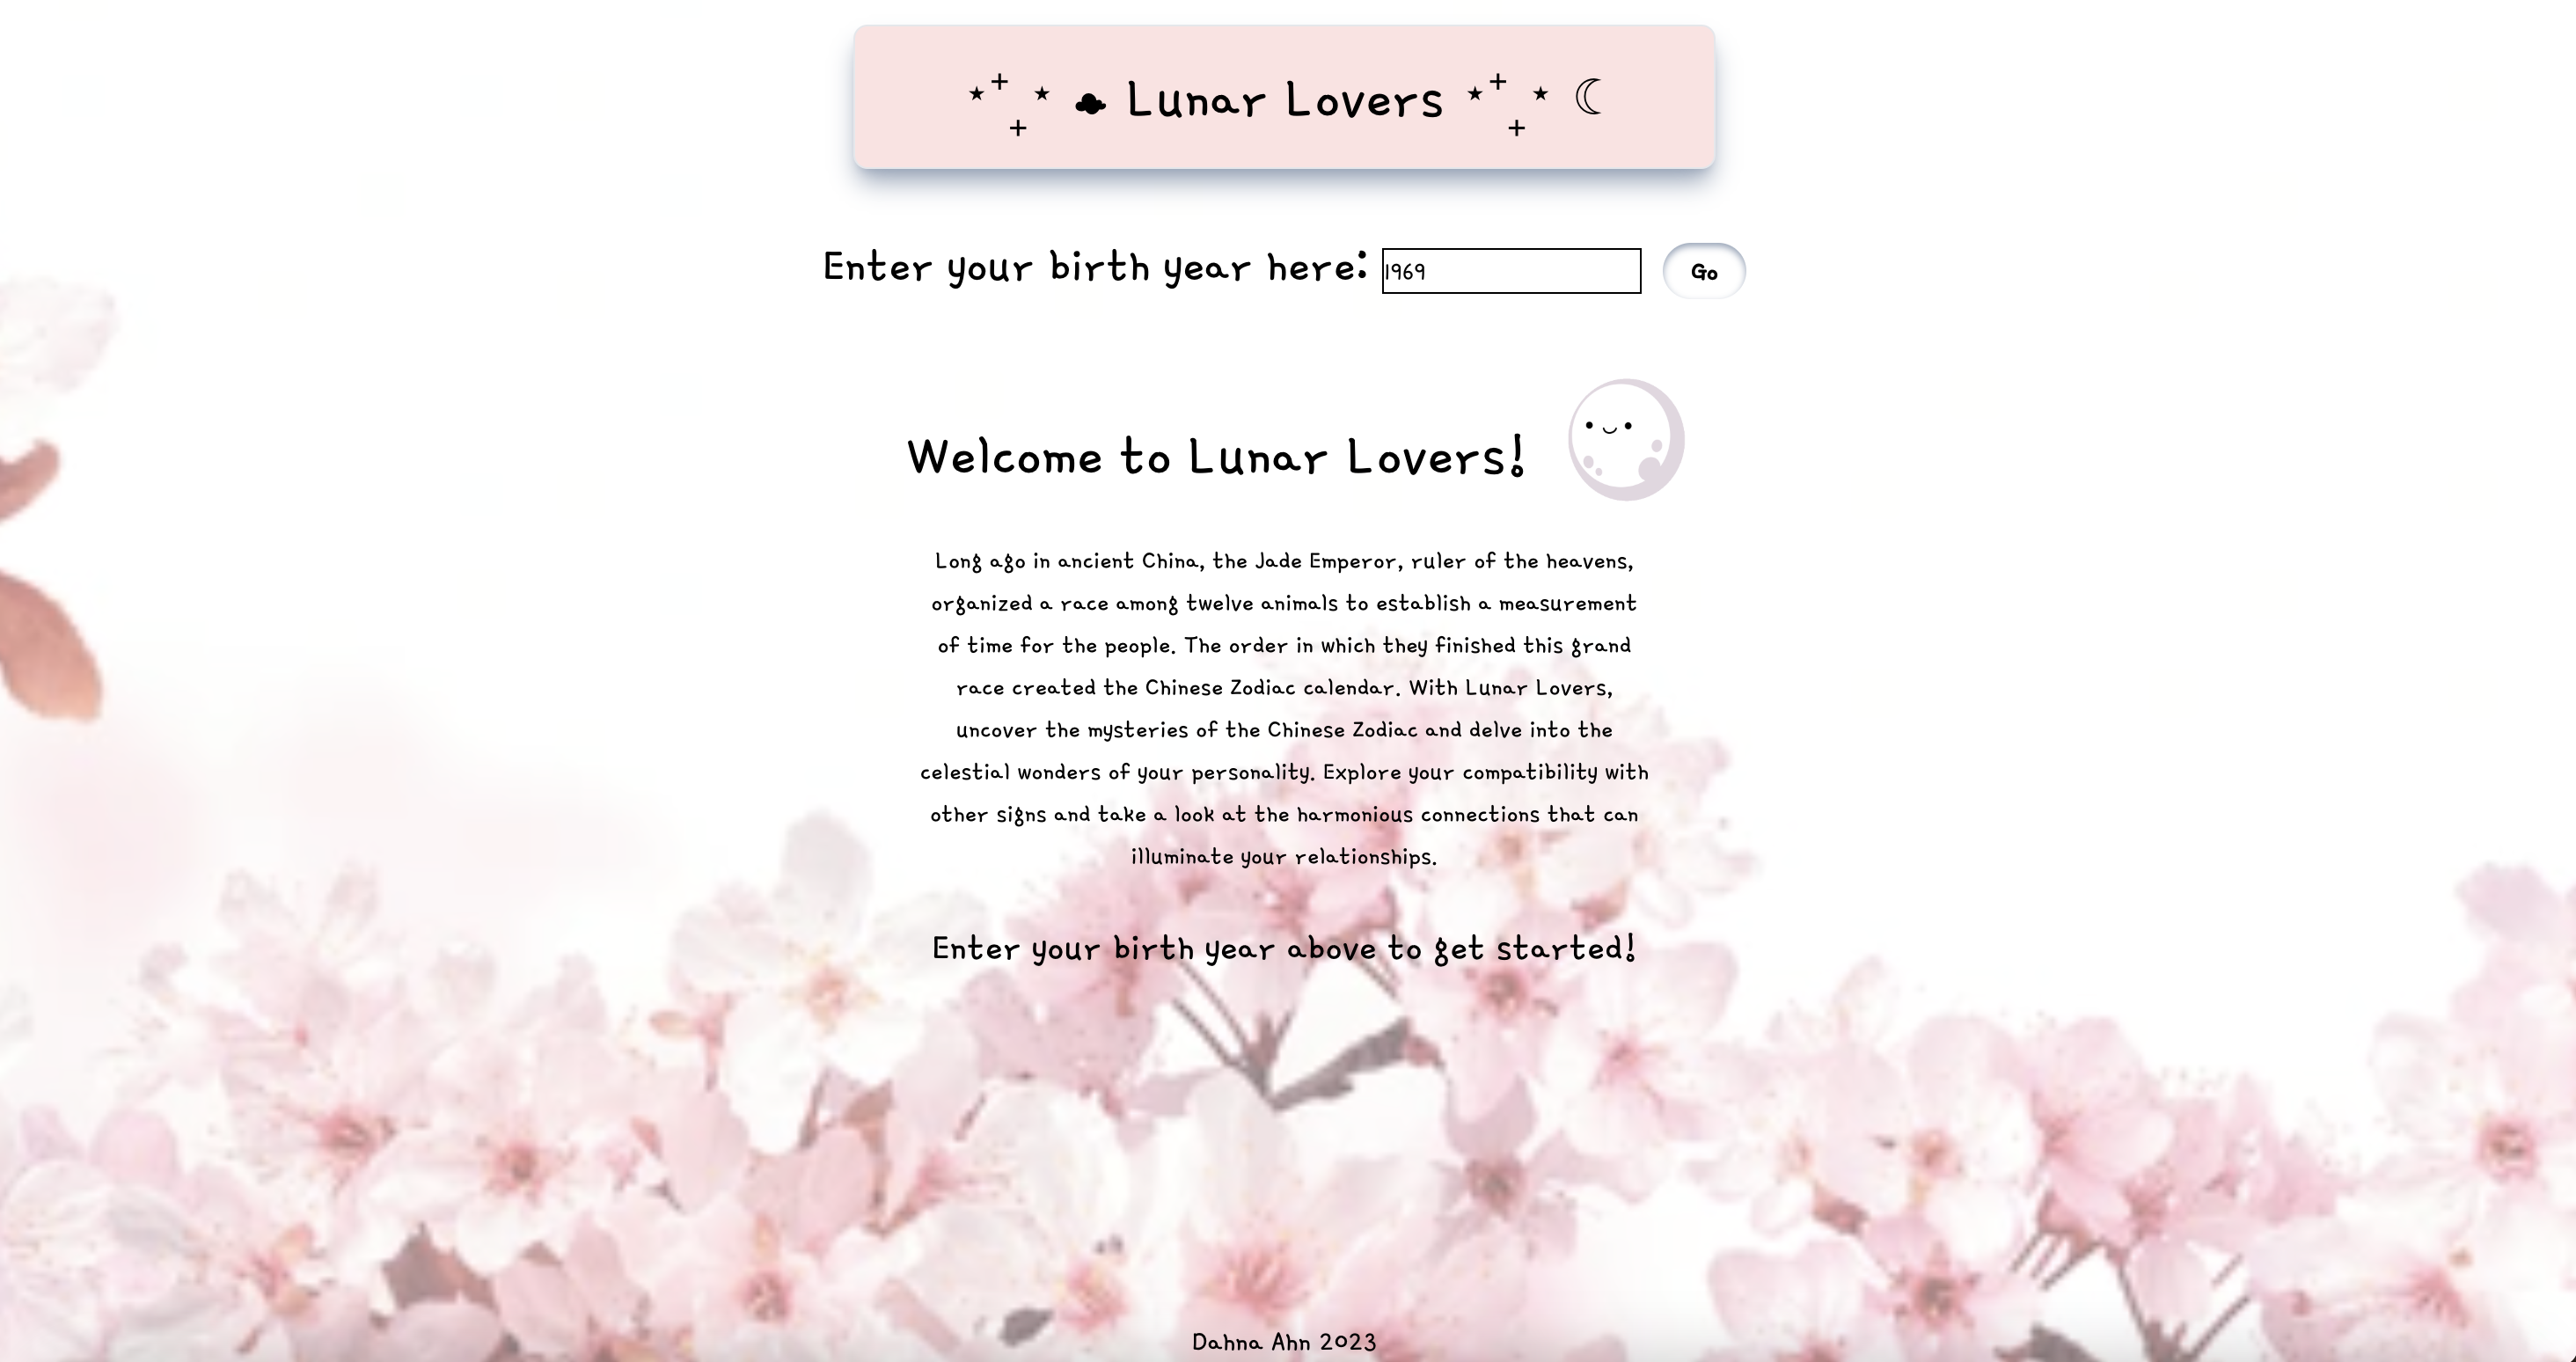 ⋆⁺₊⋆ ☁︎ Lunar Lovers ⋆⁺₊⋆ ☾
Enter your birth year here: 1969 Go
Welcome to Lunar Lovers!
Long ago in ancient China, the Jade Emperor, ruler of the heavens,
organized a race among twelve animals to establish a measurement
of time for the people. The order in which they finished this grand
race created the Chinese Zodiac calendar. With Lunar Lovers,
uncover the mysteries of the Chinese Zodiac and delve into the
celestial wonders of your personality. Explore your compatibility with
other signs and take a look at the harmonious connections that can
illuminate your relationships.
Enter your birth year above to get started!
Dahna Ahn 2023